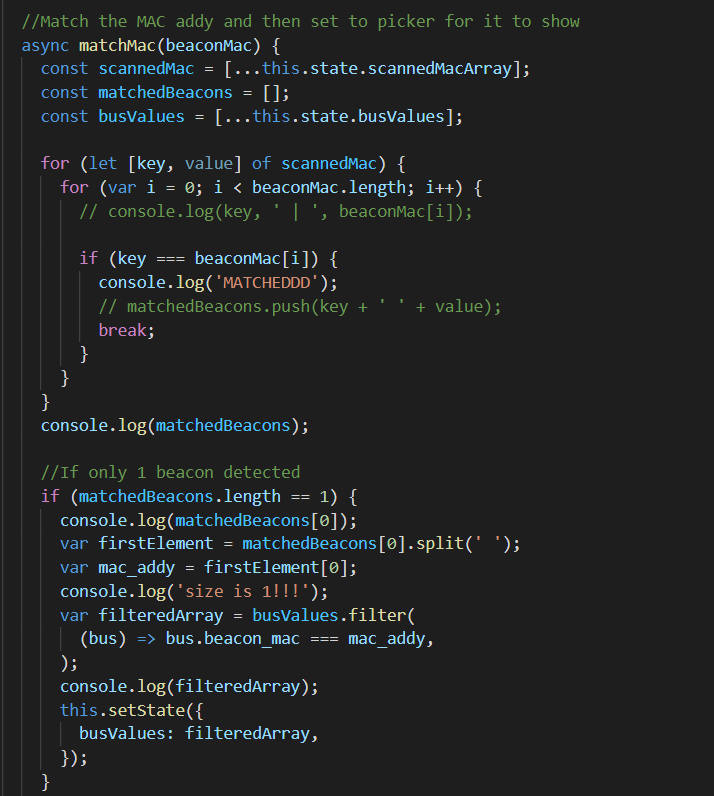 //Match the MAC addy and then set to picker for it to show
async matchMac(beaconMac) {
const scannedMac = [...this.state.scannedMacArray];
const matchedBeacons = [];
const busValues = [...this.state.busValues];
for (let [key, value] of scannedMac) {
for (var i = 0; i < beaconMac.length; i++) {
// console.log(key, ' | ', beaconMac[i]);
if (key === beaconMac[i]) {
console.log('MATCHEDDD');
// matchedBeacons.push(key + ' ' + value);
break;
}
}
}
console.log(matchedBeacons);
//If only 1 beacon detected
if (matchedBeacons.length == 1) {
console.log(matchedBeacons[0]);
var firstElement = matchedBeacons[0].split(' ');
var mac_addy = firstElement[0];
console.log('size is 1!!!');
var filteredArray = busValues.filter(
(bus) => bus.beacon_mac === mac_addy,
);
console.log(filteredArray);
this.setState({
busValues: filteredArray,
});
}